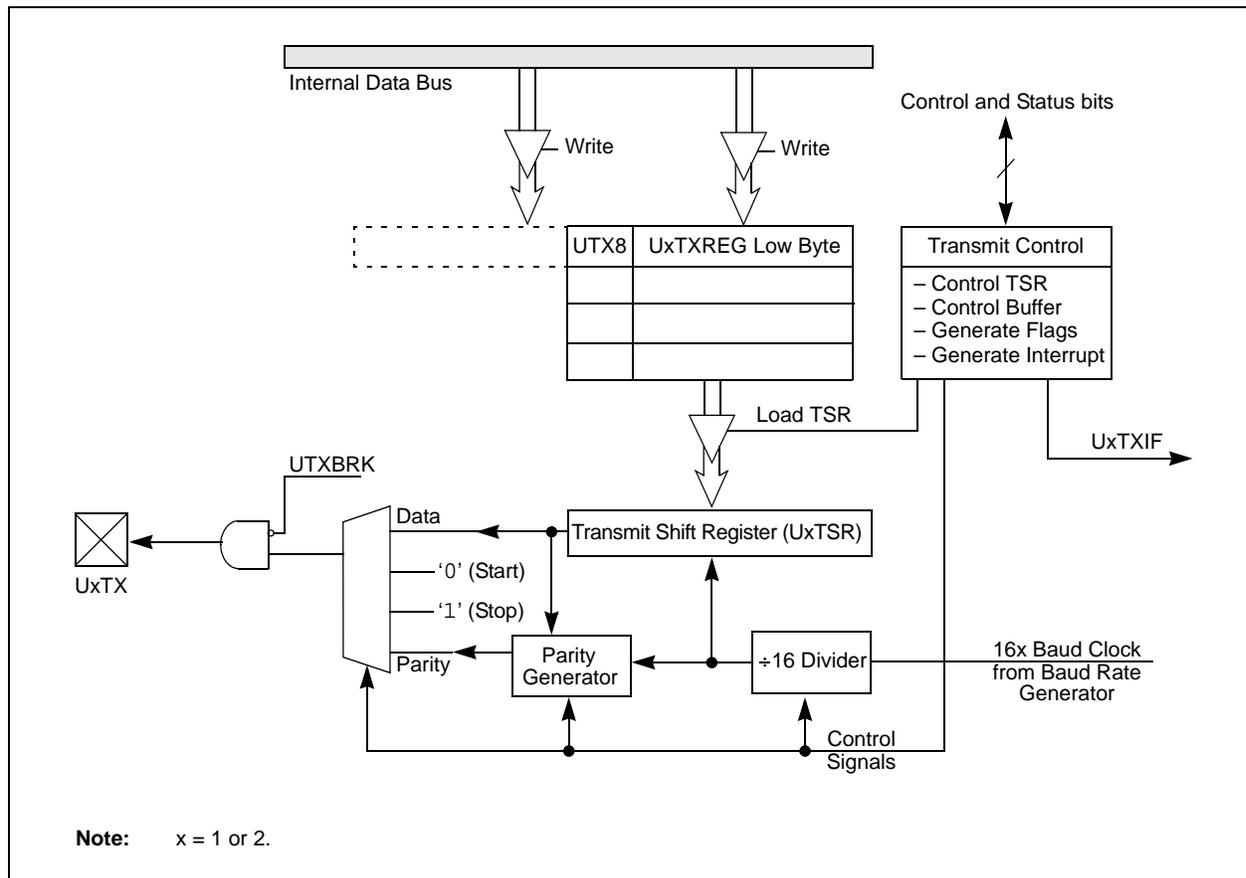 Internal Data Bus
Control and Status bits
Write
Write
UTX8
UxTXREG Low Byte
Transmit Control
– Control TSR
– Control Buffer
– Generate Flags
– Generate Interrupt
Load TSR
UxTXIF
UTXBRK
Data
Transmit Shift Register (UxTSR)
UxTX
‘0’ (Start)
‘1’ (Stop)
Parity
Parity
Generator
÷16 Divider
16x Baud Clock
from Baud Rate
Generator
Control
Signals
Note: x = 1 or 2.